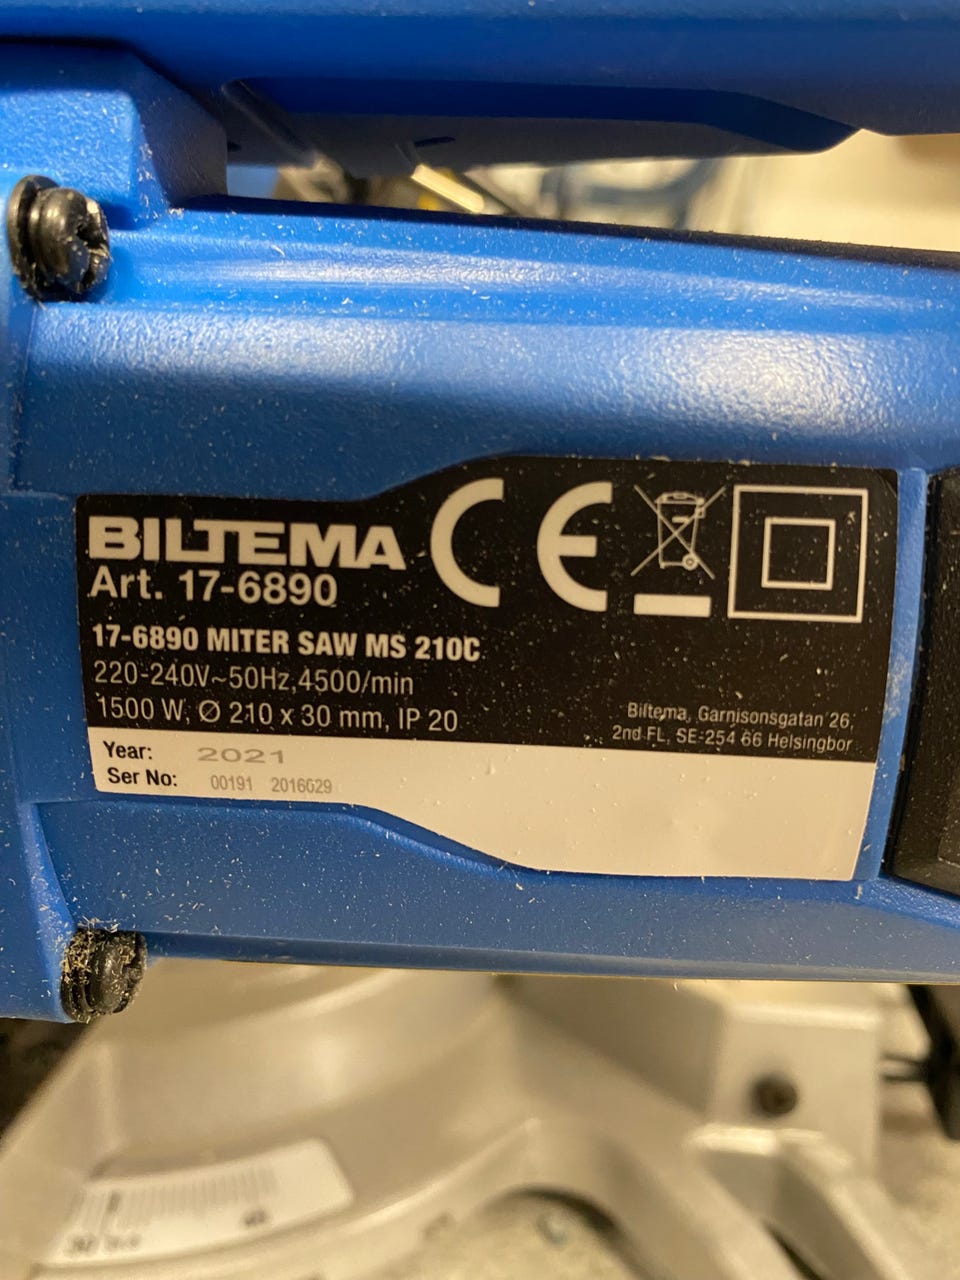 BILTEMA
Art. 17-6890
CE
17-6890 MITER SAW MS 210C
220-240V~50Hz,4500/min
1500 W, Ø 210 x 30 mm, IP 20
Biltema, Garnisonsgatan 26,
2nd FL, SE-254 66 Helsingbor
Year: 2021
Ser No: 00191 2016029